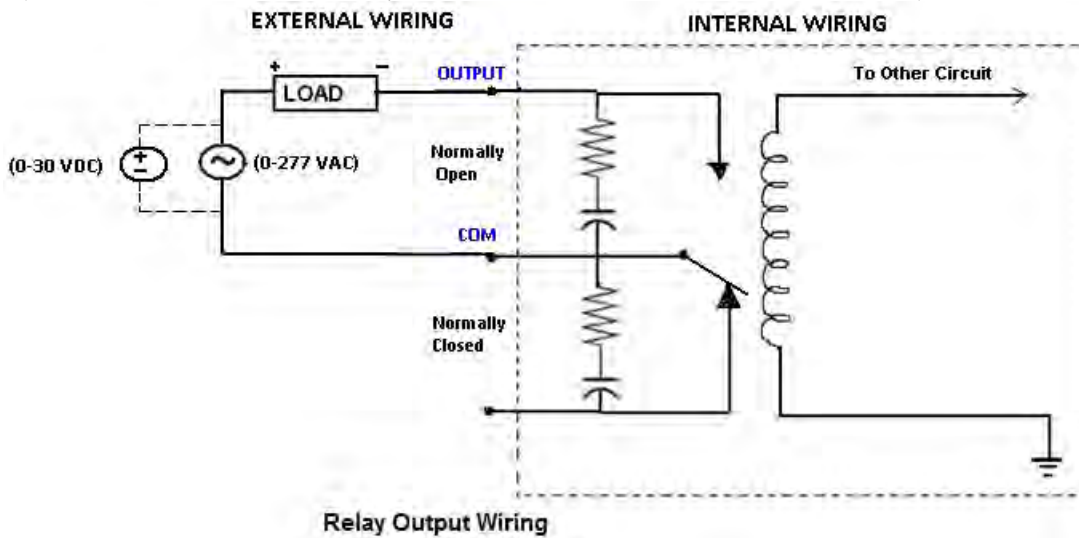 EXTERNAL WIRING
INTERNAL WIRING
+ −
LOAD
OUTPUT
To Other Circuit
(0-30 VDC)
+
−
(0-277 VAC)
Normally
Open
COM
Normally
Closed
Relay Output Wiring